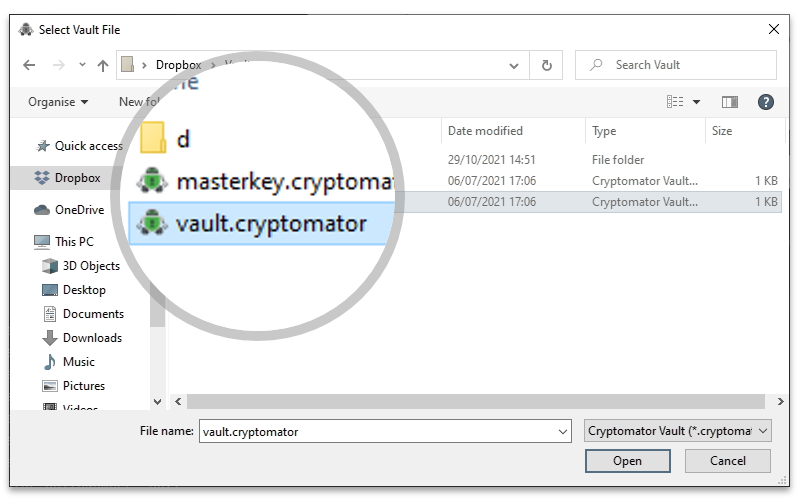 Select Vault File
Dropbox > Vault
Search Vault
Organise
New fol
Date modified
Type
Size
d
29/10/2021 14:51
File folder
masterkey.cryptomat
06/07/2021 17:06
Cryptomator Vault...
1 KB
vault.cryptomator
06/07/2021 17:06
Cryptomator Vault...
1 KB
Quick access
Dropbox
OneDrive
This PC
3D Objects
Desktop
Documents
Downloads
Music
Pictures
Videos
File name:
vault.cryptomator
Cryptomator Vault (*.cryptomat
Open
Cancel